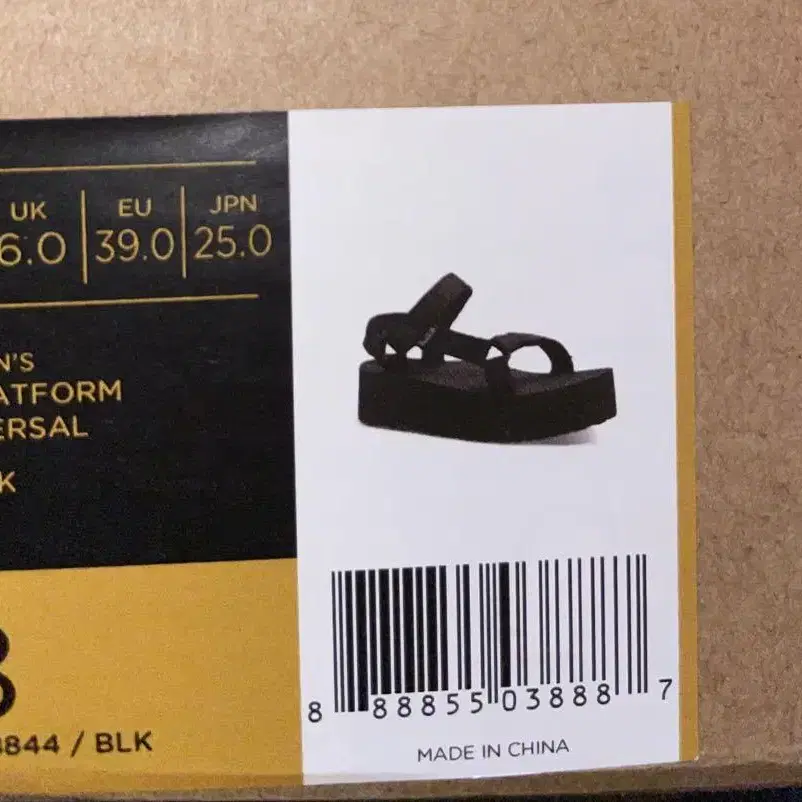 UK EU JPN
6.0 39.0 25.0
N'S
ATFORM
ERSAL
K
8
8844 / BLK
8 88855 03888 7
MADE IN CHINA